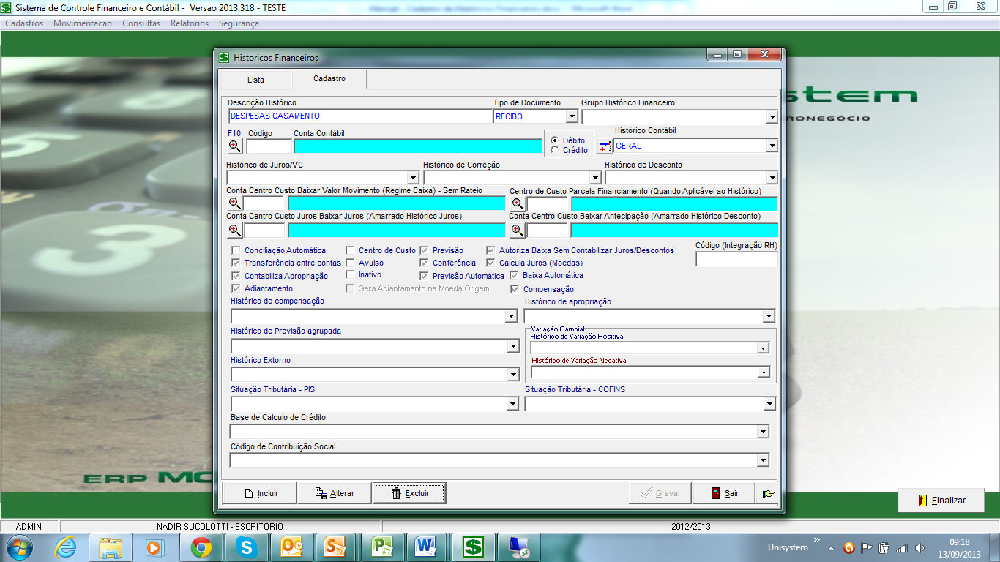 Sistema de Controle Financeiro e Contábil - Versao 2013.318 - TESTE
Cadastros Movimentacao Consultas Relatorios Segurança
Historicos Financeiros
Lista Cadastro
Descrição Histórico Tipo de Documento Grupo Histórico Financeiro
DESPESAS CASAMENTO RECIBO
F10 Código Conta Contábil Débito Histórico Contábil
Crédito GERAL
Histórico de Juros/VC Histórico de Correção Histórico de Desconto
Conta Centro Custo Baixar Valor Movimento (Regime Caixa) - Sem Rateio Centro de Custo Parcela Financiamento (Quando Aplicável ao Histórico)
Conta Centro Custo Juros Baixar Juros (Amarrado Histórico Juros) Conta Centro Custo Baixar Antecipação (Amarrado Histórico Desconto)
Conciliação Automática Centro de Custo Previsão Autoriza Baixa Sem Contabilizar Juros/Descontos Código (Integração RH)
Transferência entre contas Avulso Conferência Calcula Juros (Moedas)
Contabiliza Apropriação Inativo Previsão Automática Baixa Automática
Adiantamento Gera Adiantamento na Moeda Origem Compensação
Histórico de compensação Histórico de apropriação
Histórico de Previsão agrupada Variação Cambial
Histórico de Variação Positiva
Histórico Extorno Histórico de Variação Negativa
Situação Tributária - PIS Situação Tributária - COFINS
Base de Calculo de Crédito
Código de Contribuição Social
Incluir Alterar Excluir Gravar Sair
stem
RONEGÓCIO
3
ERP MO
Finalizar
ADMIN NADIR SUCOLOTTI - ESCRITORIO 2012/2013
Unisystem 09:18
13/09/2013